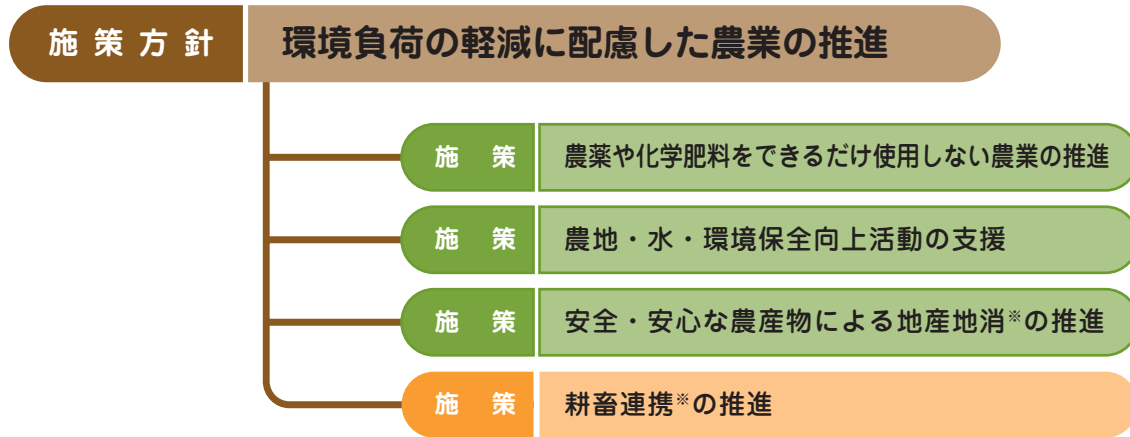 施策方針 環境負荷の軽減に配慮した農業の推進
施策 農薬や化学肥料をできるだけ使用しない農業の推進
施策 農地・水・環境保全向上活動の支援
施策 安全・安心な農産物による地産地消※の推進
施策 耕畜連携※の推進